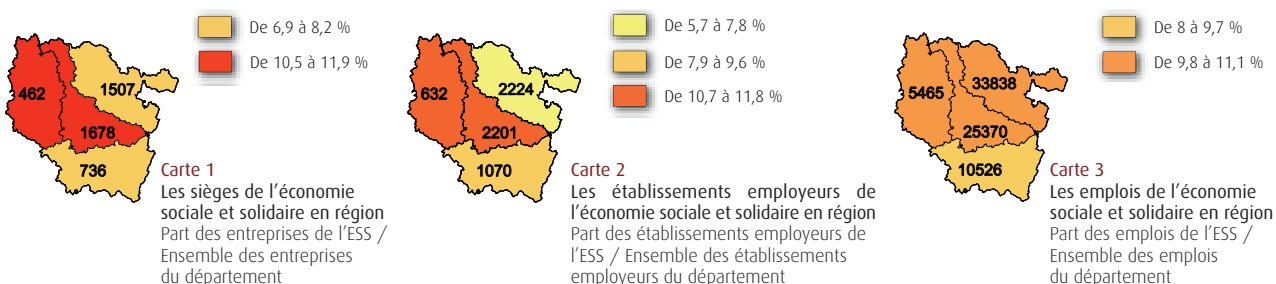 De 6,9 à 8,2 %
De 10,5 à 11,9 %
462
1507
1678
736
Carte 1
Les sièges de l'économie
sociale et solidaire en région
Part des entreprises de l'ESS /
Ensemble des entreprises
du département
De 5,7 à 7,8 %
De 7,9 à 9,6 %
De 10,7 à 11,8 %
632
2224
2201
1070
Carte 2
Les établissements employeurs de
l'économie sociale et solidaire en région
Part des établissements employeurs de
l'ESS / Ensemble des établissements
employeurs du département
De 8 à 9,7 %
De 9,8 à 11,1 %
5465
33838
25370
10526
Carte 3
Les emplois de l'économie
sociale et solidaire en région
Part des emplois de l'ESS /
Ensemble des emplois
du département